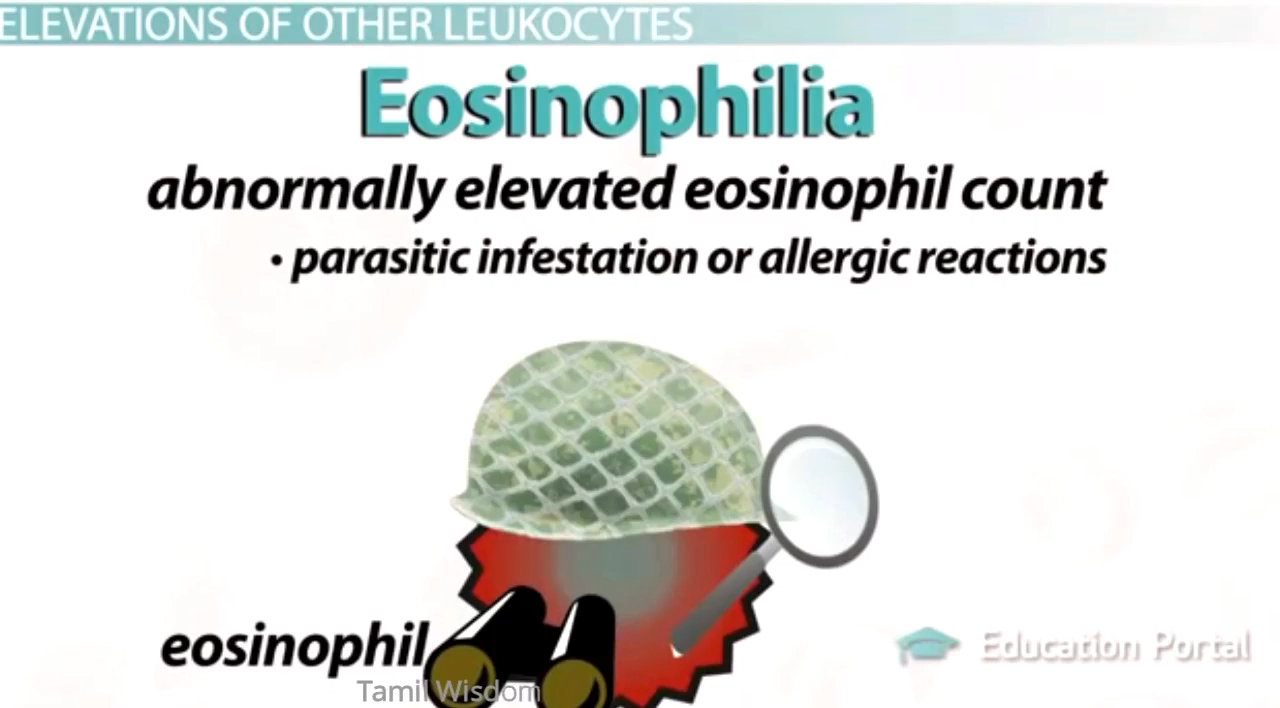 ELEVATIONS OF OTHER LEUKOCYTES
Eosinophilia
abnormally elevated eosinophil count
• parasitic infestation or allergic reactions
eosinophil
Education Portal
Tamil Wisdom